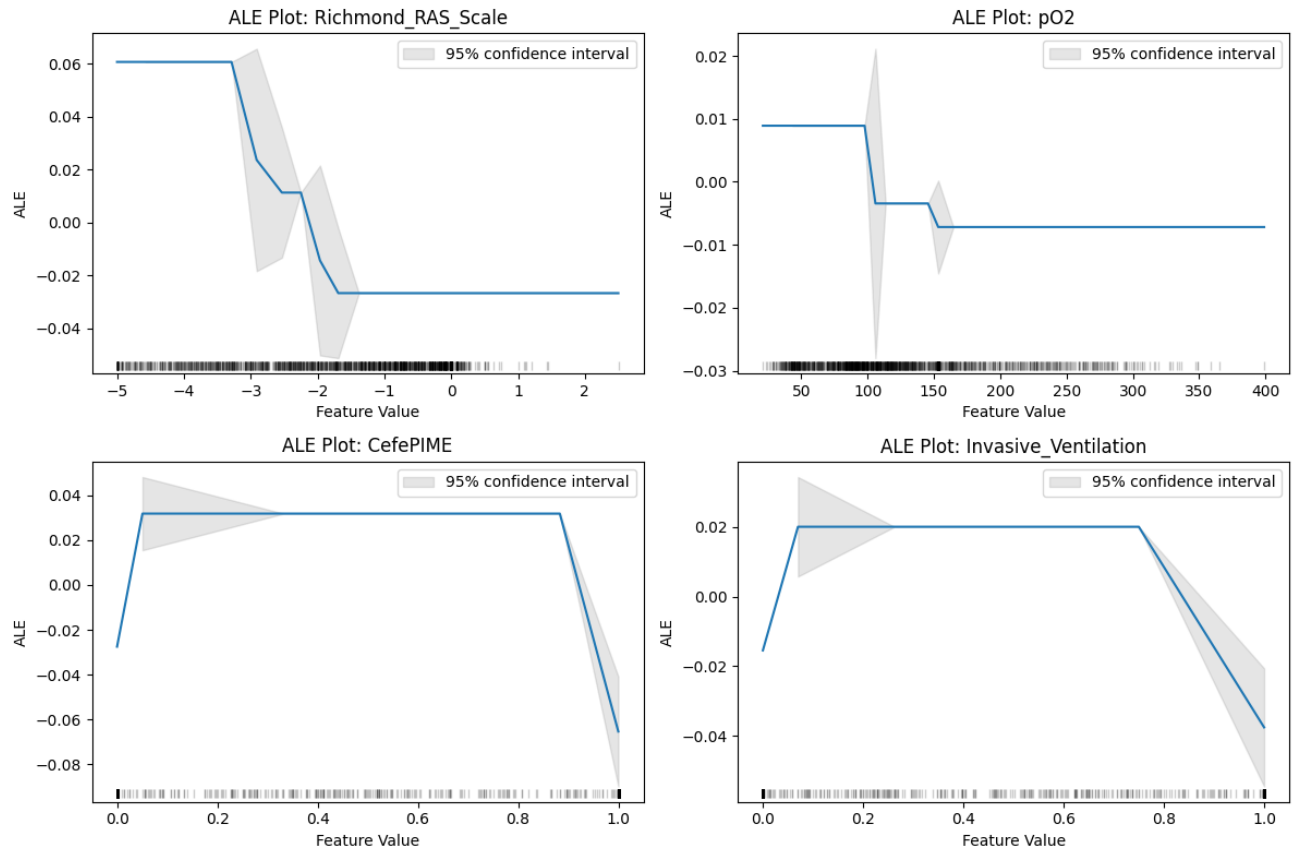 ALE Plot: Richmond_RAS_Scale
95% confidence interval
0.06
0.04
0.02
0.00
−0.02
−0.04
ALE
−5 −4 −3 −2 −1 0 1 2
Feature Value
ALE Plot: pO2
95% confidence interval
0.02
0.01
0.00
−0.01
−0.02
−0.03
ALE
50 100 150 200 250 300 350 400
Feature Value
ALE Plot: CefePIME
95% confidence interval
0.04
0.02
0.00
−0.02
−0.04
−0.06
−0.08
ALE
0.0 0.2 0.4 0.6 0.8 1.0
Feature Value
ALE Plot: Invasive_Ventilation
95% confidence interval
0.02
0.00
−0.02
−0.04
ALE
0.0 0.2 0.4 0.6 0.8 1.0
Feature Value